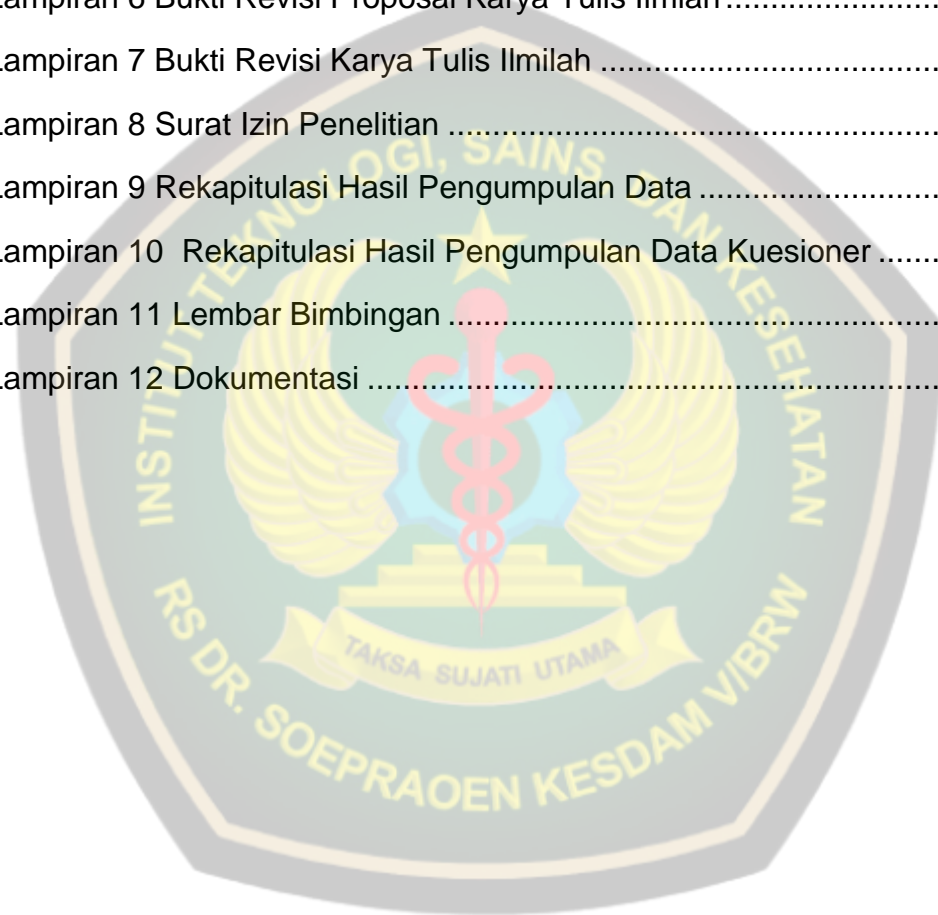 Lampiran 6 Bukti Revisi Proposal Karya Tulis Ilmiah ........................
Lampiran 7 Bukti Revisi Karya Tulis Ilmilah ......................................
Lampiran 8 Surat Izin Penelitian .......................................................
Lampiran 9 Rekapitulasi Hasil Pengumpulan Data ...........................
Lampiran 10  Rekapitulasi Hasil Pengumpulan Data Kuesioner .......
Lampiran 11 Lembar Bimbingan .......................................................
Lampiran 12 Dokumentasi ................................................................
INSTITUT TEKNOLOGI, SAINS, DAN KESEHATAN
TAKSA SUJATI UTAMA
RS DR. SOEPRAOEN KESDAM V/BRW